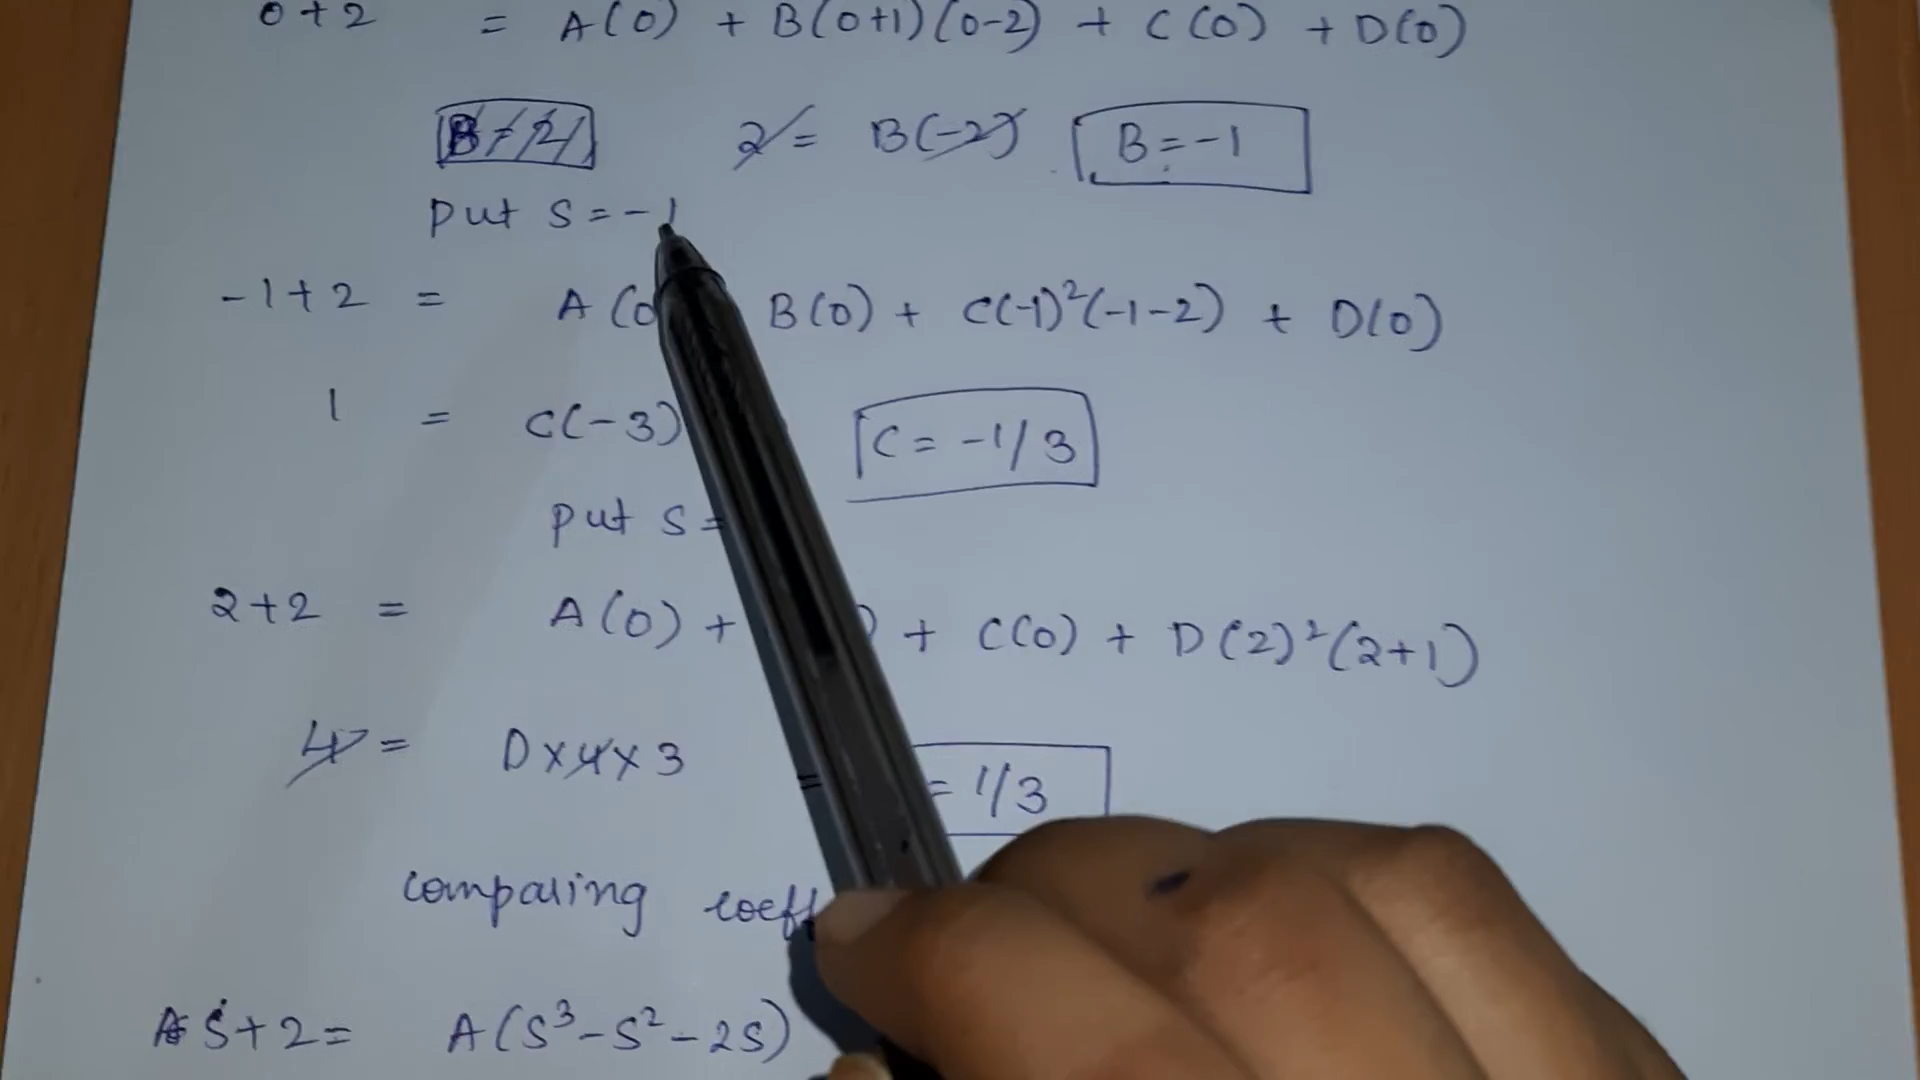 0+2 = A(0) + B(0+1)(0-2) + C(0) + D(0)
B=2 2 = B(-2) B=-1
Put S=-1
-1+2 = A(0 B(0) + C(-1)²(-1-2) + D(0)
1 = C(-3) C = -1/3
Put S=
2+2 = A(0) + ) + C(0) + D(2)²(2+1)
4 = D×4×3 = = 1/3
comparing coeff
S+2 = A(S³-S²-2S)